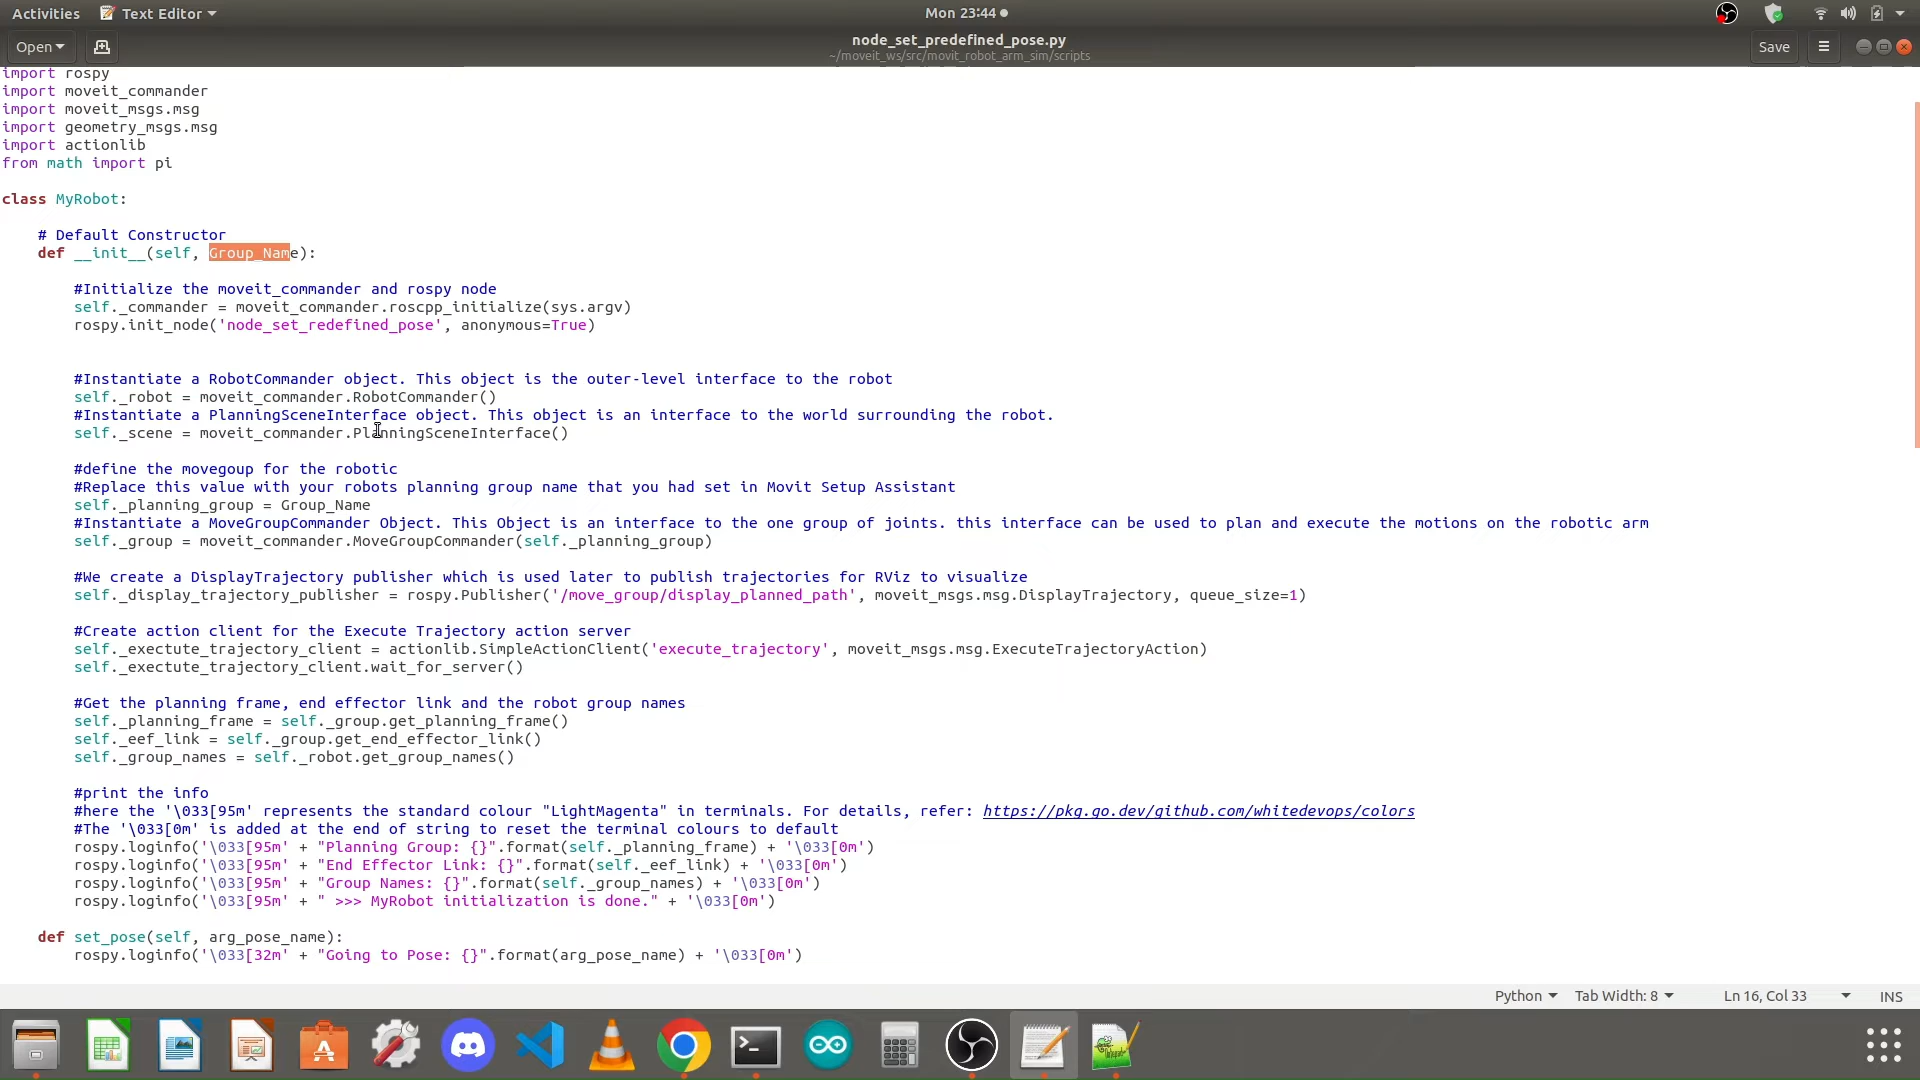 Activities Text Editor Mon 23:44
Open node_set_predefined_pose.py Save
~/moveit_ws/src/movit_robot_arm_sim/scripts
import rospy
import moveit_commander
import moveit_msgs.msg
import geometry_msgs.msg
import actionlib
from math import pi
class MyRobot:
# Default Constructor
def __init__(self, Group_Name):
#Initialize the moveit_commander and rospy node
self._commander = moveit_commander.roscpp_initialize(sys.argv)
rospy.init_node('node_set_redefined_pose', anonymous=True)
#Instantiate a RobotCommander object. This object is the outer-level interface to the robot
self._robot = moveit_commander.RobotCommander()
#Instantiate a PlanningSceneInterface object. This object is an interface to the world surrounding the robot.
self._scene = moveit_commander.PlanningSceneInterface()
#define the movegoup for the robotic
#Replace this value with your robots planning group name that you had set in Movit Setup Assistant
self._planning_group = Group_Name
#Instantiate a MoveGroupCommander Object. This Object is an interface to the one group of joints. this interface can be used to plan and execute the motions on the robotic arm
self._group = moveit_commander.MoveGroupCommander(self._planning_group)
#We create a DisplayTrajectory publisher which is used later to publish trajectories for RViz to visualize
self._display_trajectory_publisher = rospy.Publisher('/move_group/display_planned_path', moveit_msgs.msg.DisplayTrajectory, queue_size=1)
#Create action client for the Execute Trajectory action server
self._exectute_trajectory_client = actionlib.SimpleActionClient('execute_trajectory', moveit_msgs.msg.ExecuteTrajectoryAction)
self._exectute_trajectory_client.wait_for_server()
#Get the planning frame, end effector link and the robot group names
self._planning_frame = self._group.get_planning_frame()
self._eef_link = self._group.get_end_effector_link()
self._group_names = self._robot.get_group_names()
#print the info
#here the '\033[95m' represents the standard colour "LightMagenta" in terminals. For details, refer: https://pkg.go.dev/github.com/whitedevops/colors
#The '\033[0m' is added at the end of string to reset the terminal colours to default
rospy.loginfo('\033[95m' + "Planning Group: {}".format(self._planning_frame) + '\033[0m')
rospy.loginfo('\033[95m' + "End Effector Link: {}".format(self._eef_link) + '\033[0m')
rospy.loginfo('\033[95m' + "Group Names: {}".format(self._group_names) + '\033[0m')
rospy.loginfo('\033[95m' + " >>> MyRobot initialization is done." + '\033[0m')
def set_pose(self, arg_pose_name):
rospy.loginfo('\033[32m' + "Going to Pose: {}".format(arg_pose_name) + '\033[0m')
Python Tab Width: 8 Ln 16, Col 33 INS